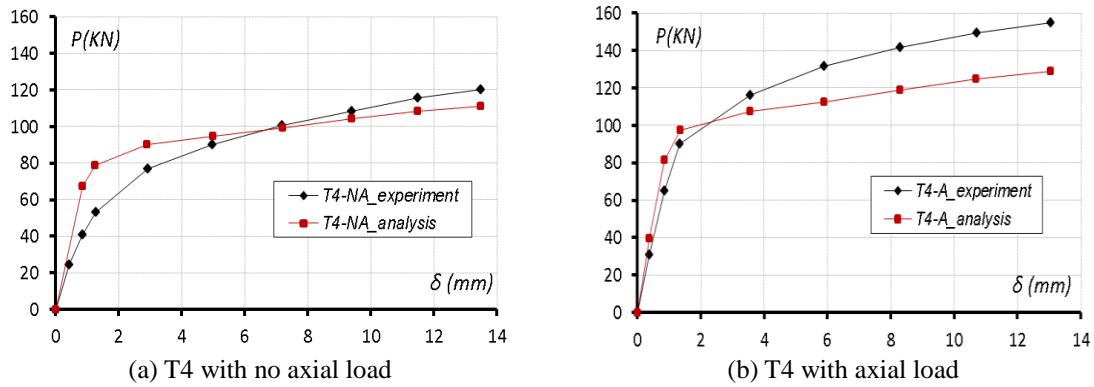 160
140
120
100
80
60
40
20
0
P(KN)
T4-NA_experiment
T4-NA_analysis
δ (mm)
0 2 4 6 8 10 12 14
(a) T4 with no axial load
160
140
120
100
80
60
40
20
0
P(KN)
T4-A_experiment
T4-A_analysis
δ (mm)
0 2 4 6 8 10 12 14
(b) T4 with axial load